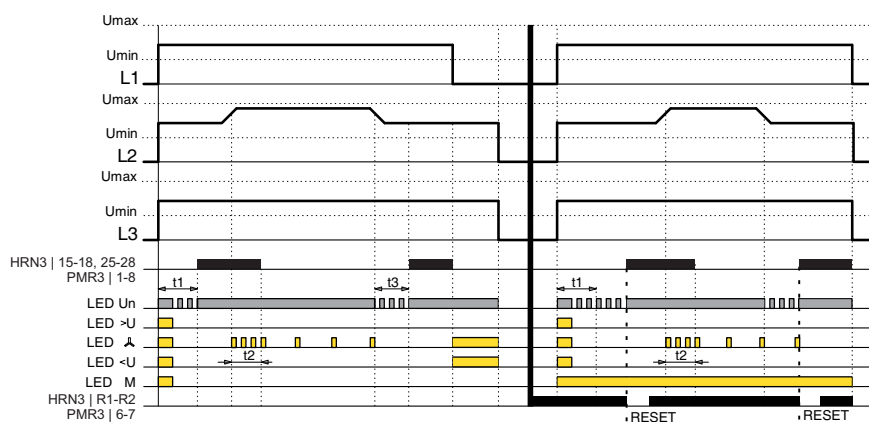 Umax
Umin
L1
Umax
Umin
L2
Umax
Umin
L3
HRN3 | 15-18, 25-28
PMR3 | 1-8
t1
t3
t1
LED Un
LED >U
LED ⅄
t2
t2
LED <U
LED M
HRN3 | R1-R2
PMR3 | 6-7
RESET
RESET